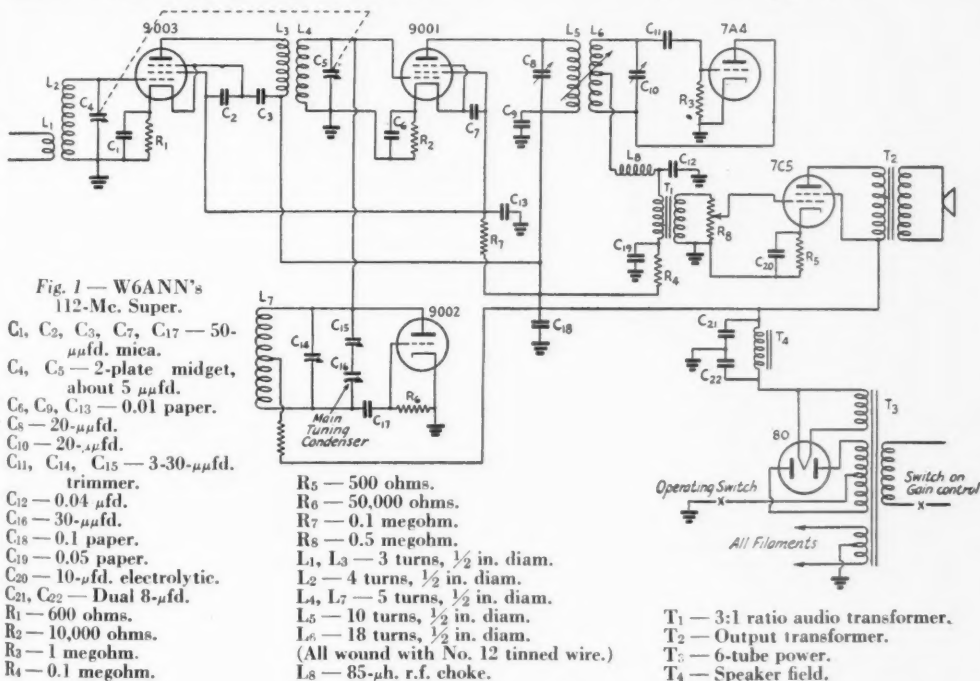 9003
L3
L4
9001
L5
L6
C11
7A4
L2
C4
C5
C8
C10
R3
L1
C1
R1
C2
C3
C6
R2
C7
C9
L8
C12
7C5
T2
C13
R7
T1
R8
C19
R4
C20
R5
L7
9002
C14
C15
C16
C17
R6
Main
Tuning
Condenser
C18
C21
C22
T4
T3
80
Operating Switch
Switch on
Gain control
All Filaments
Fig. 1 — W6ANN's
112-Mc. Super.
C1, C2, C3, C7, C17 — 50-
μμfd. mica.
C4, C5 — 2-plate midget,
about 5 μμfd.
C6, C9, C13 — 0.01 paper.
C8 — 20-μμfd.
C10 — 20-μμfd.
C11, C14, C15 — 3-30-μμfd.
trimmer.
C12 — 0.04 μfd.
C16 — 30-μμfd.
C18 — 0.1 paper.
C19 — 0.05 paper.
C20 — 10-μfd. electrolytic.
C21, C22 — Dual 8-μfd.
R1 — 600 ohms.
R2 — 10,000 ohms.
R3 — 1 megohm.
R4 — 0.1 megohm.
R5 — 500 ohms.
R6 — 50,000 ohms.
R7 — 0.1 megohm.
R8 — 0.5 megohm.
L1, L3 — 3 turns, 1/2 in. diam.
L2 — 4 turns, 1/2 in. diam.
L4, L7 — 5 turns, 1/2 in. diam.
L5 — 10 turns, 1/2 in. diam.
L6 — 18 turns, 1/2 in. diam.
(All wound with No. 12 tinned wire.)
L8 — 85-μh. r.f. choke.
T1 — 3:1 ratio audio transformer.
T2 — Output transformer.
T3 — 6-tube power.
T4 — Speaker field.